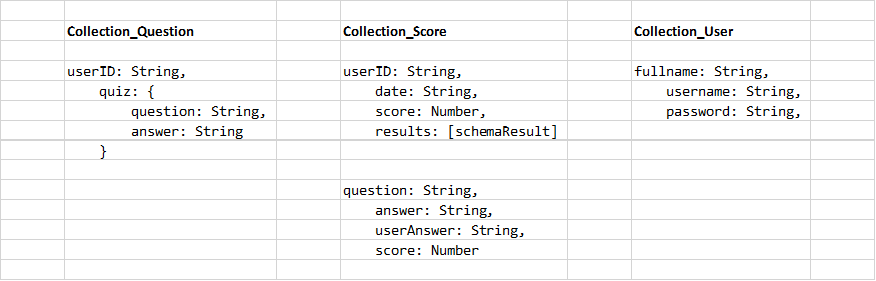 Collection_Question
userID: String,
quiz: {
question: String,
answer: String
}
Collection_Score
userID: String,
date: String,
score: Number,
results: [schemaResult]
question: String,
answer: String,
userAnswer: String,
score: Number
Collection_User
fullname: String,
username: String,
password: String,